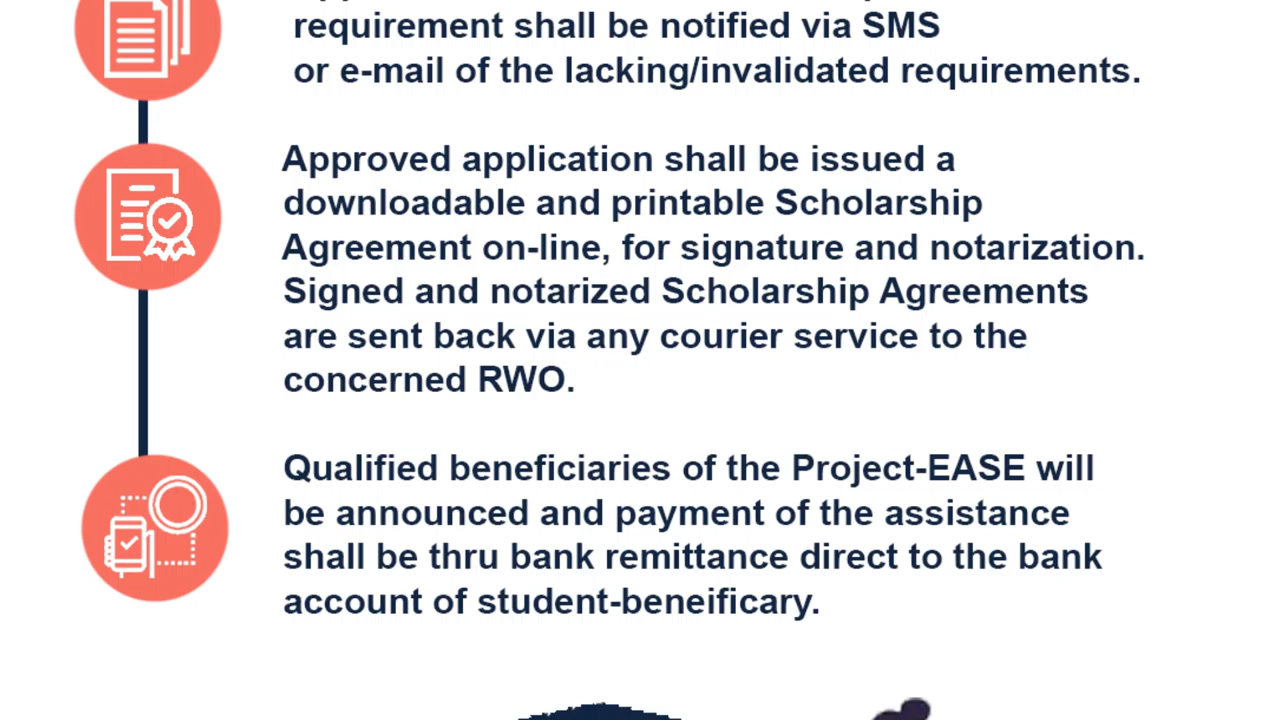 requirement shall be notified via SMS
or e-mail of the lacking/invalidated requirements.
Approved application shall be issued a
downloadable and printable Scholarship
Agreement on-line, for signature and notarization.
Signed and notarized Scholarship Agreements
are sent back via any courier service to the
concerned RWO.
Qualified beneficiaries of the Project-EASE will
be announced and payment of the assistance
shall be thru bank remittance direct to the bank
account of student-beneificary.